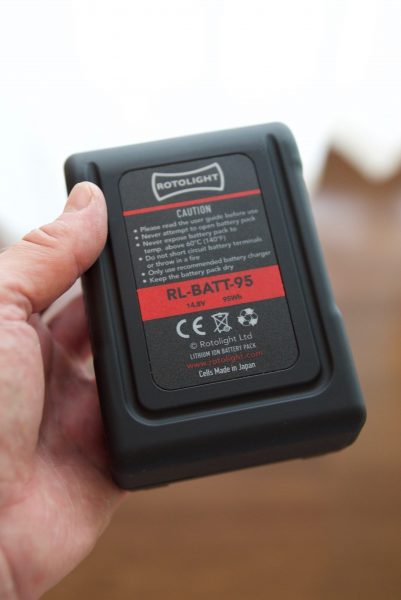 ROTOLIGHT
CAUTION
• Please read the user guide before use
• Never attempt to open battery pack
• Never expose battery pack to
temp. above 60°C (140°F)
• Do not short circuit battery terminals
or throw in a fire
• Only use recommended battery charger
• Keep the battery pack dry
RL-BATT-95
14.8V 95Wh
CE
© Rotolight Ltd
LITHIUM ION BATTERY PACK
www.rotolight.com
Cells Made in Japan